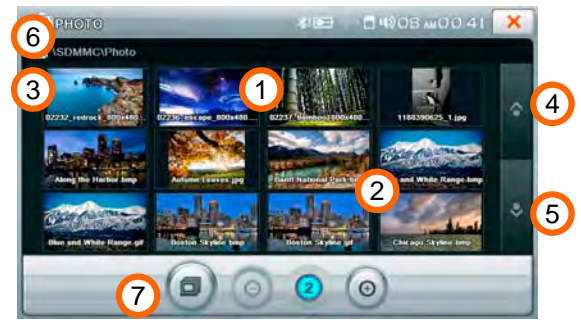 PHOTO 08 AM 00:41
6
\SDMMC\Photo
3
1
02232_redrock_800x480...
02236_escape_800x480...
02237_Bamboo_800x480...
1188390625_1.jpg
4
Along the Harbor.bmp
Autumn Leaves.jpg
Banff National Park.b
2
e and White Range.bmp
Blue and White Range.gif
Boston Skyline.bmp
Boston Skyline.gif
Chicago Skyline.bmp
5
7
2